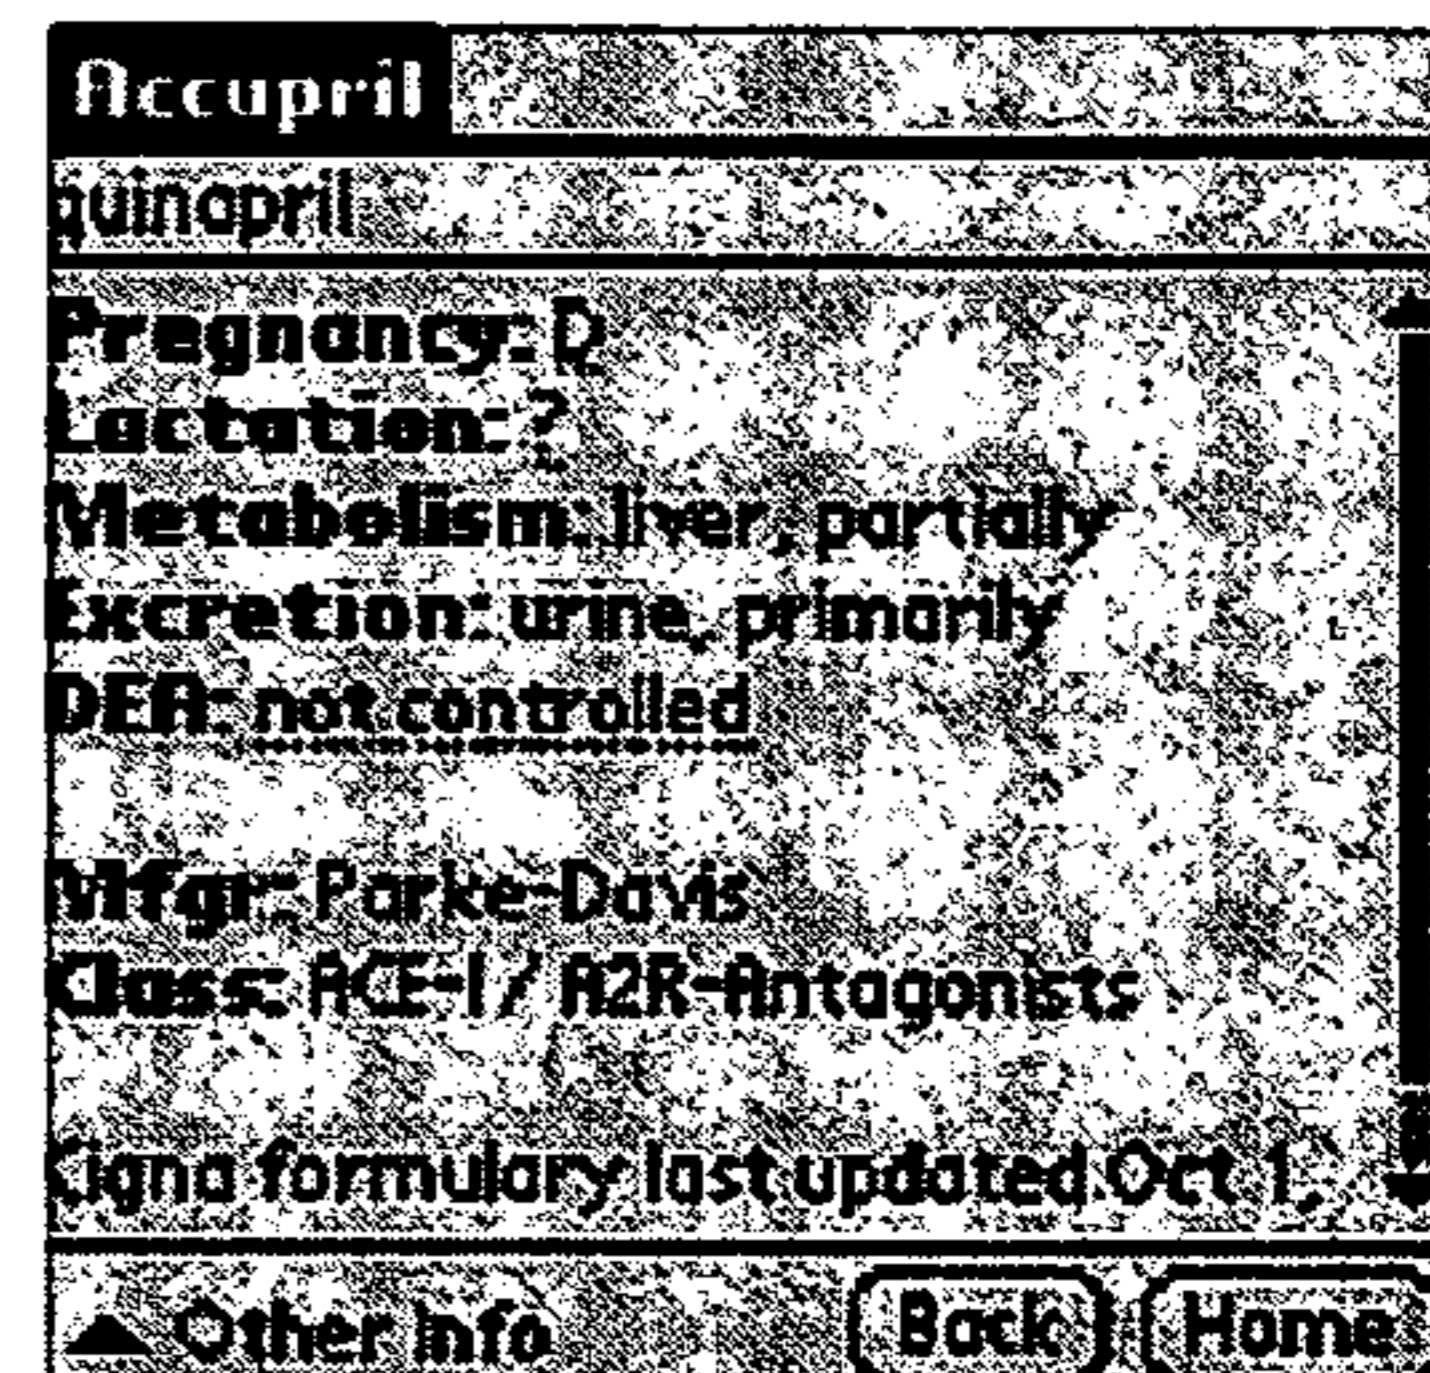 Accupril
quinapril
Pregnancy: D
Lactation: ?
Metabolism: liver, partially
Excretion: urine, primarily
DEA: not controlled
Mfgr: Parke-Davis
Class: ACE-I / A2R-Antagonists
Cigna formulary last updated Oct 1,
Other Info
Back Home